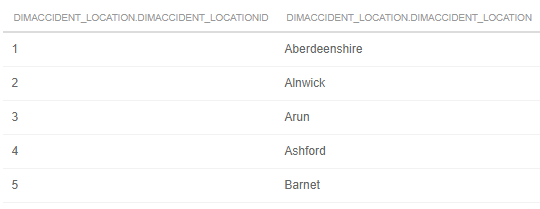 DIMACCIDENT_LOCATION.DIMACCIDENT_LOCATIONID DIMACCIDENT_LOCATION.DIMACCIDENT_LOCATION
1 Aberdeenshire
2 Alnwick
3 Arun
4 Ashford
5 Barnet